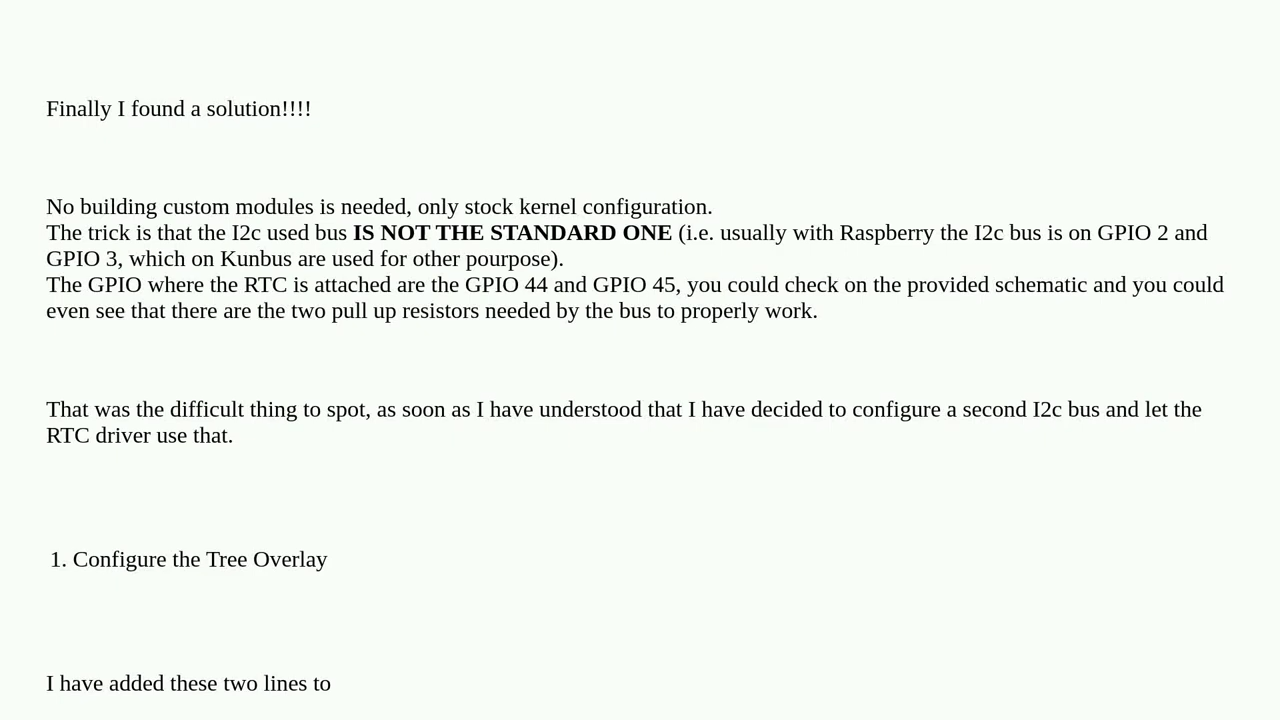 Finally I found a solution!!!!
No building custom modules is needed, only stock kernel configuration.
The trick is that the I2c used bus IS NOT THE STANDARD ONE (i.e. usually with Raspberry the I2c bus is on GPIO 2 and
GPIO 3, which on Kunbus are used for other pourpose).
The GPIO where the RTC is attached are the GPIO 44 and GPIO 45, you could check on the provided schematic and you could
even see that there are the two pull up resistors needed by the bus to properly work.
That was the difficult thing to spot, as soon as I have understood that I have decided to configure a second I2c bus and let the
RTC driver use that.
1. Configure the Tree Overlay
I have added these two lines to